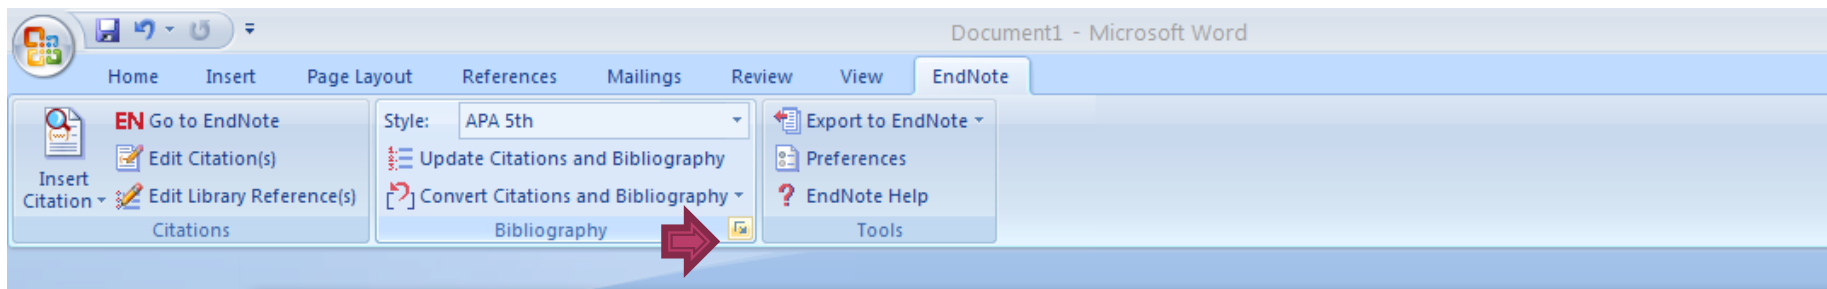 Document1 - Microsoft Word
Home Insert Page Layout References Mailings Review View EndNote
Insert Citation
EN Go to EndNote
Edit Citation(s)
Edit Library Reference(s)
Citations
Style: APA 5th
Update Citations and Bibliography
Convert Citations and Bibliography
Bibliography
Export to EndNote
Preferences
? EndNote Help
Tools